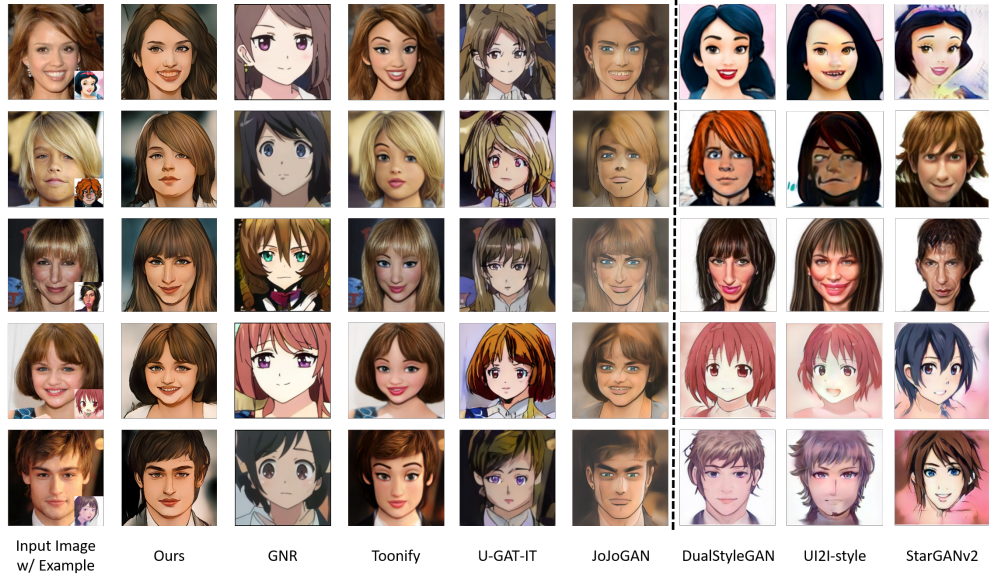 Input Image
w/ Example
Ours
GNR
Toonify
U-GAT-IT
JoJoGAN
DualStyleGAN
UI2I-style
StarGANv2